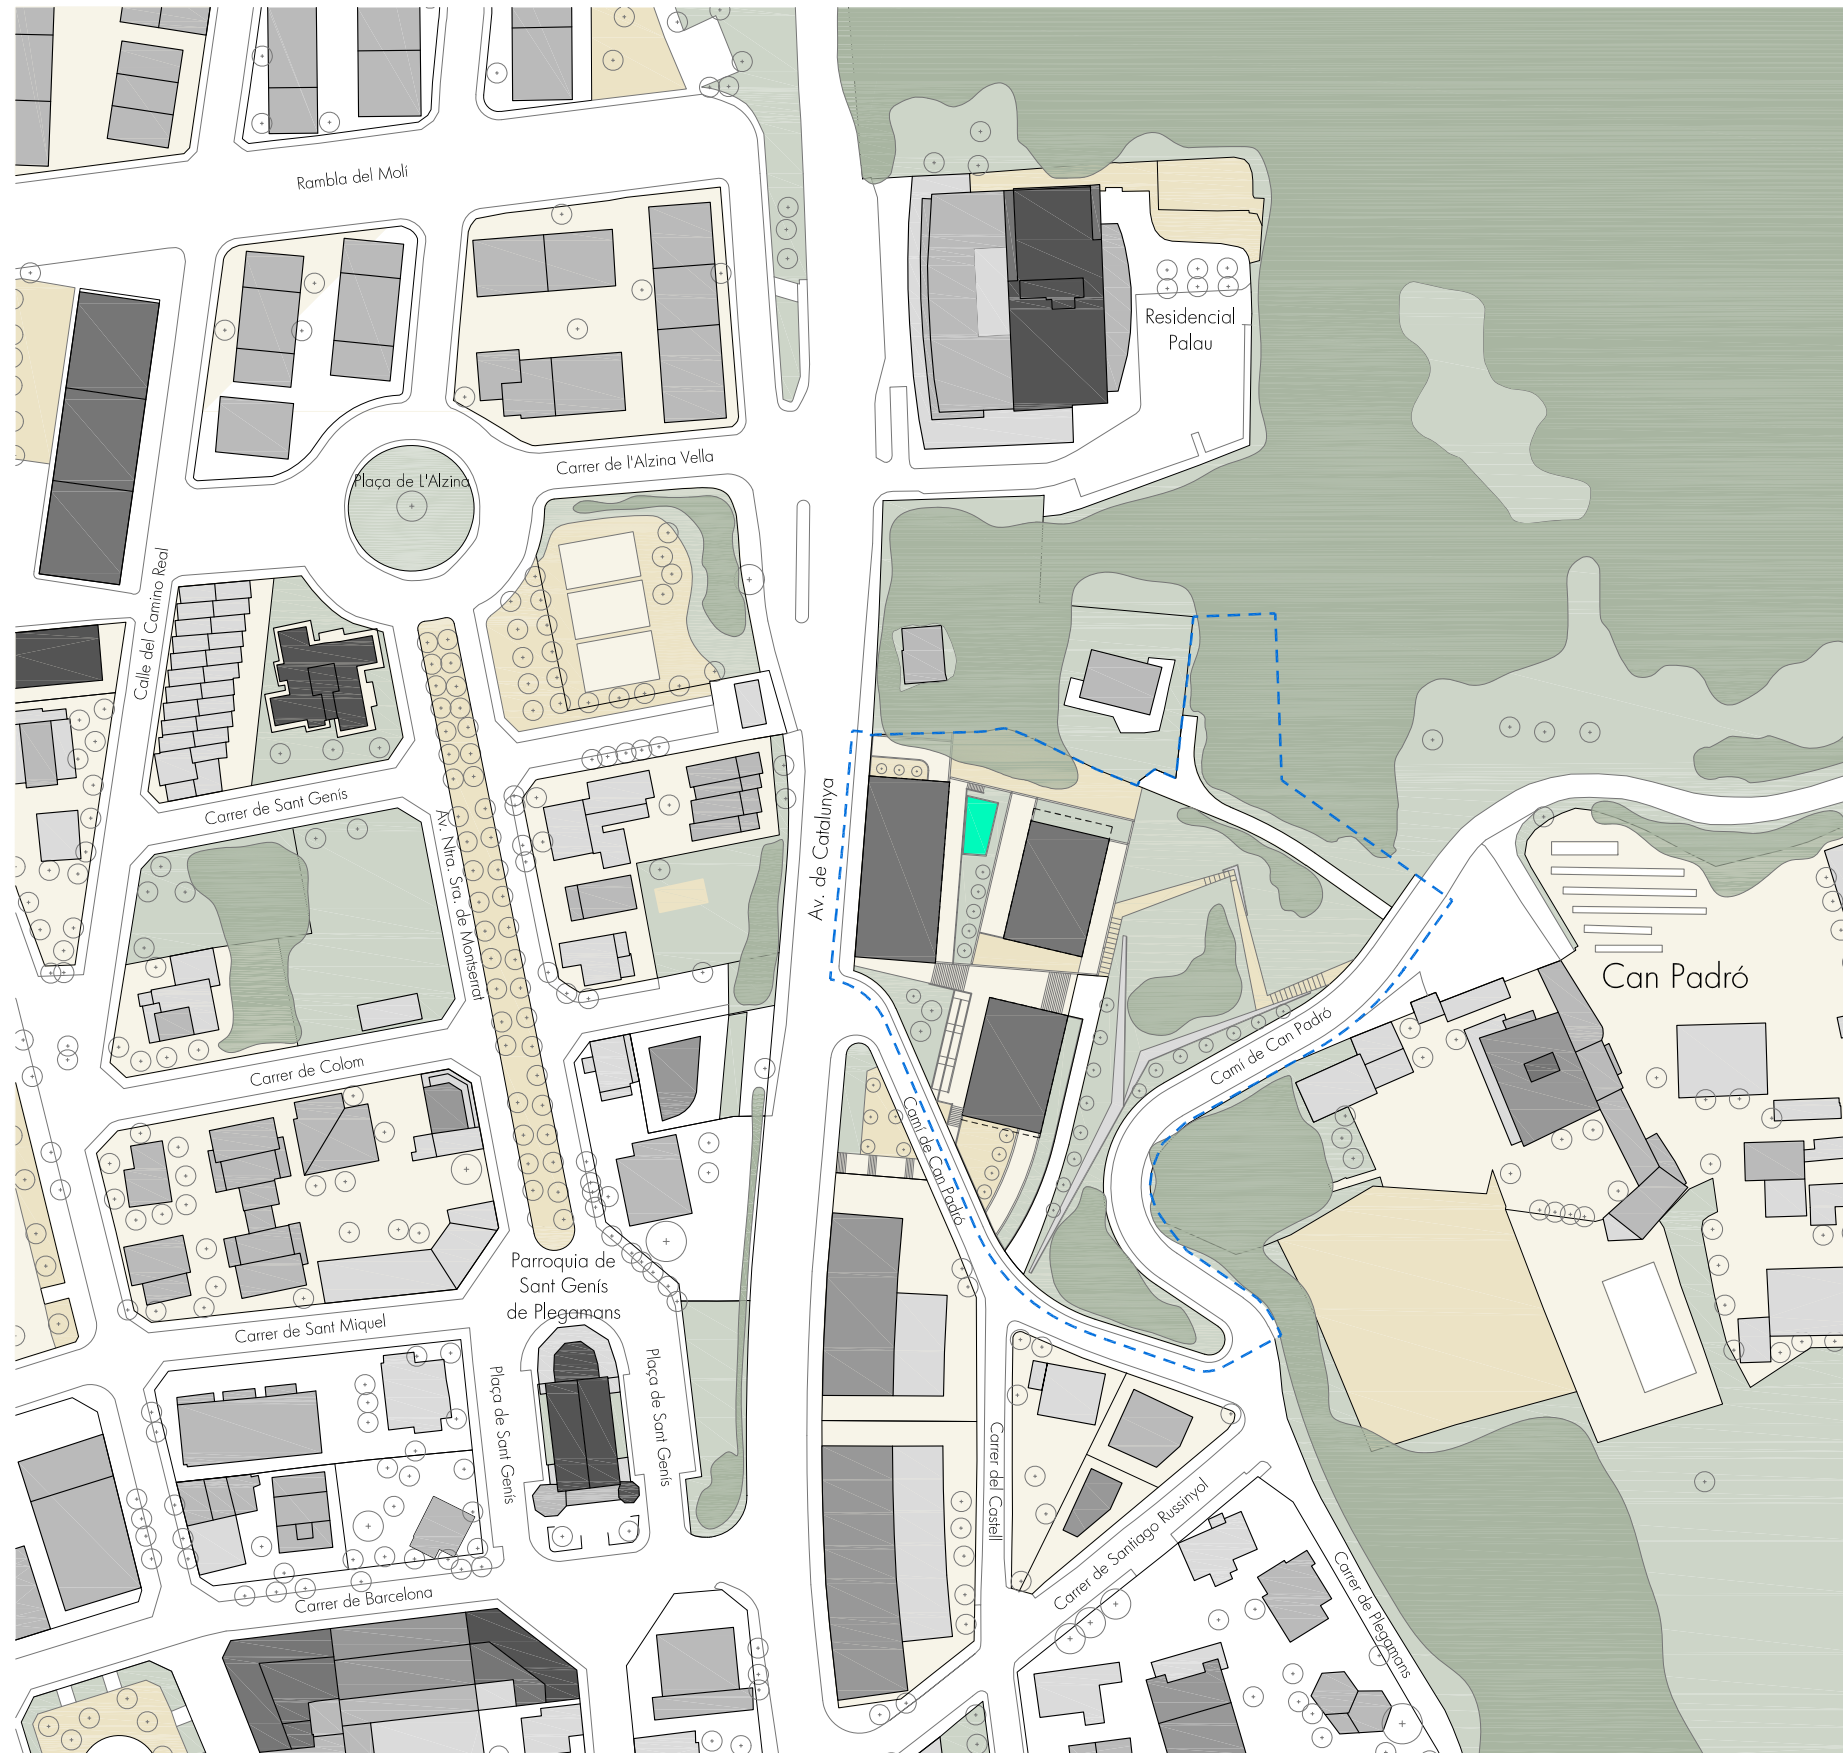 Rambla del Molí
Residencial
Palau
Carrer de l'Alzina Vella
Plaça de L'Alzina
Calle del Camino Real
Carrer de Sant Genís
Av. Ntra. Sra. de Montserrat
Av. de Catalunya
Can Padró
Camí de Can Padró
Carrer de Colom
Camí de Can Padró
Parroquia de
Sant Genís
de Plegamans
Carrer de Sant Miquel
Plaça de Sant Genís
Plaça de Sant Genís
Carrer del Castell
Carrer de Santiago Russinyol
Carrer de Plegamans
Carrer de Barcelona